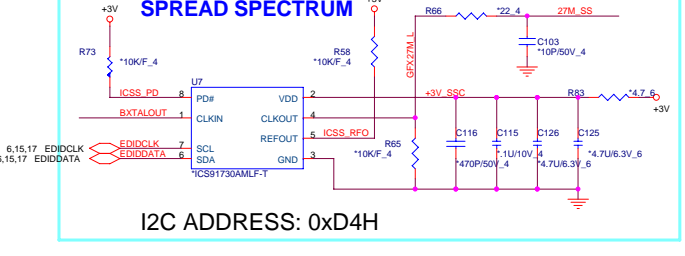 SPREAD SPECTRUM
+3V
R66
*22_4
27M_SS
R73
*10K/F_4
R58
*10K/F_4
GFX27M_L
C103
*10P/50V_4
U7
ICSS_PD
8
PD#
VDD
2
+3V_SSC
R83
*4.7_6
+3V
BXTALOUT
1
CLKIN
CLKOUT
4
REFOUT
5
ICSS_RFO
6,15,17 EDIDCLK
EDIDCLK
7
SCL
6,15,17 EDIDDATA
EDIDDATA
6
SDA
GND
3
*ICS91730AMLF-T
R65
*10K/F_4
C116
*470P/50V_4
C115
*.1U/10V_4
C126
*4.7U/6.3V_6
C125
*4.7U/6.3V_6
I2C ADDRESS: 0xD4H